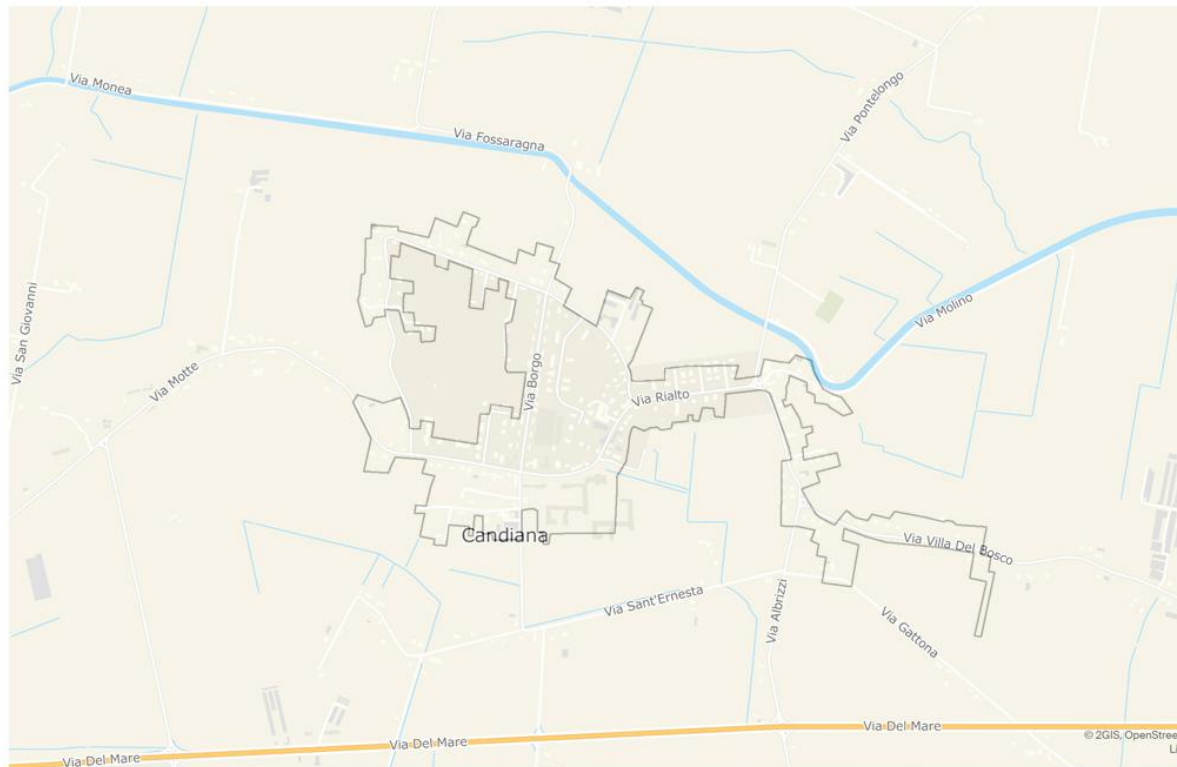 Via Monea
Via Fossaragna
Via Pontelongo
Via San Giovanni
Via Molino
Via Motte
Via Borgo
Via Rialto
Candiana
Via Villa Del Bosco
Via Sant'Ernesta
Via Albrizzi
Via Gattona
Via Del Mare
Via Del Mare
Via Del Mare
© 2GIS, OpenStree
Li